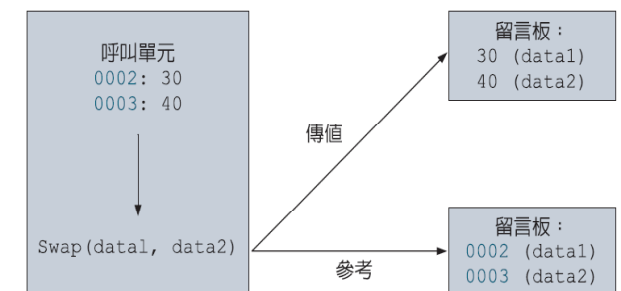 呼叫單元
0002: 30
0003: 40
Swap(data1, data2)
傳值
留言板：
30 (data1)
40 (data2)
參考
留言板：
0002 (data1)
0003 (data2)